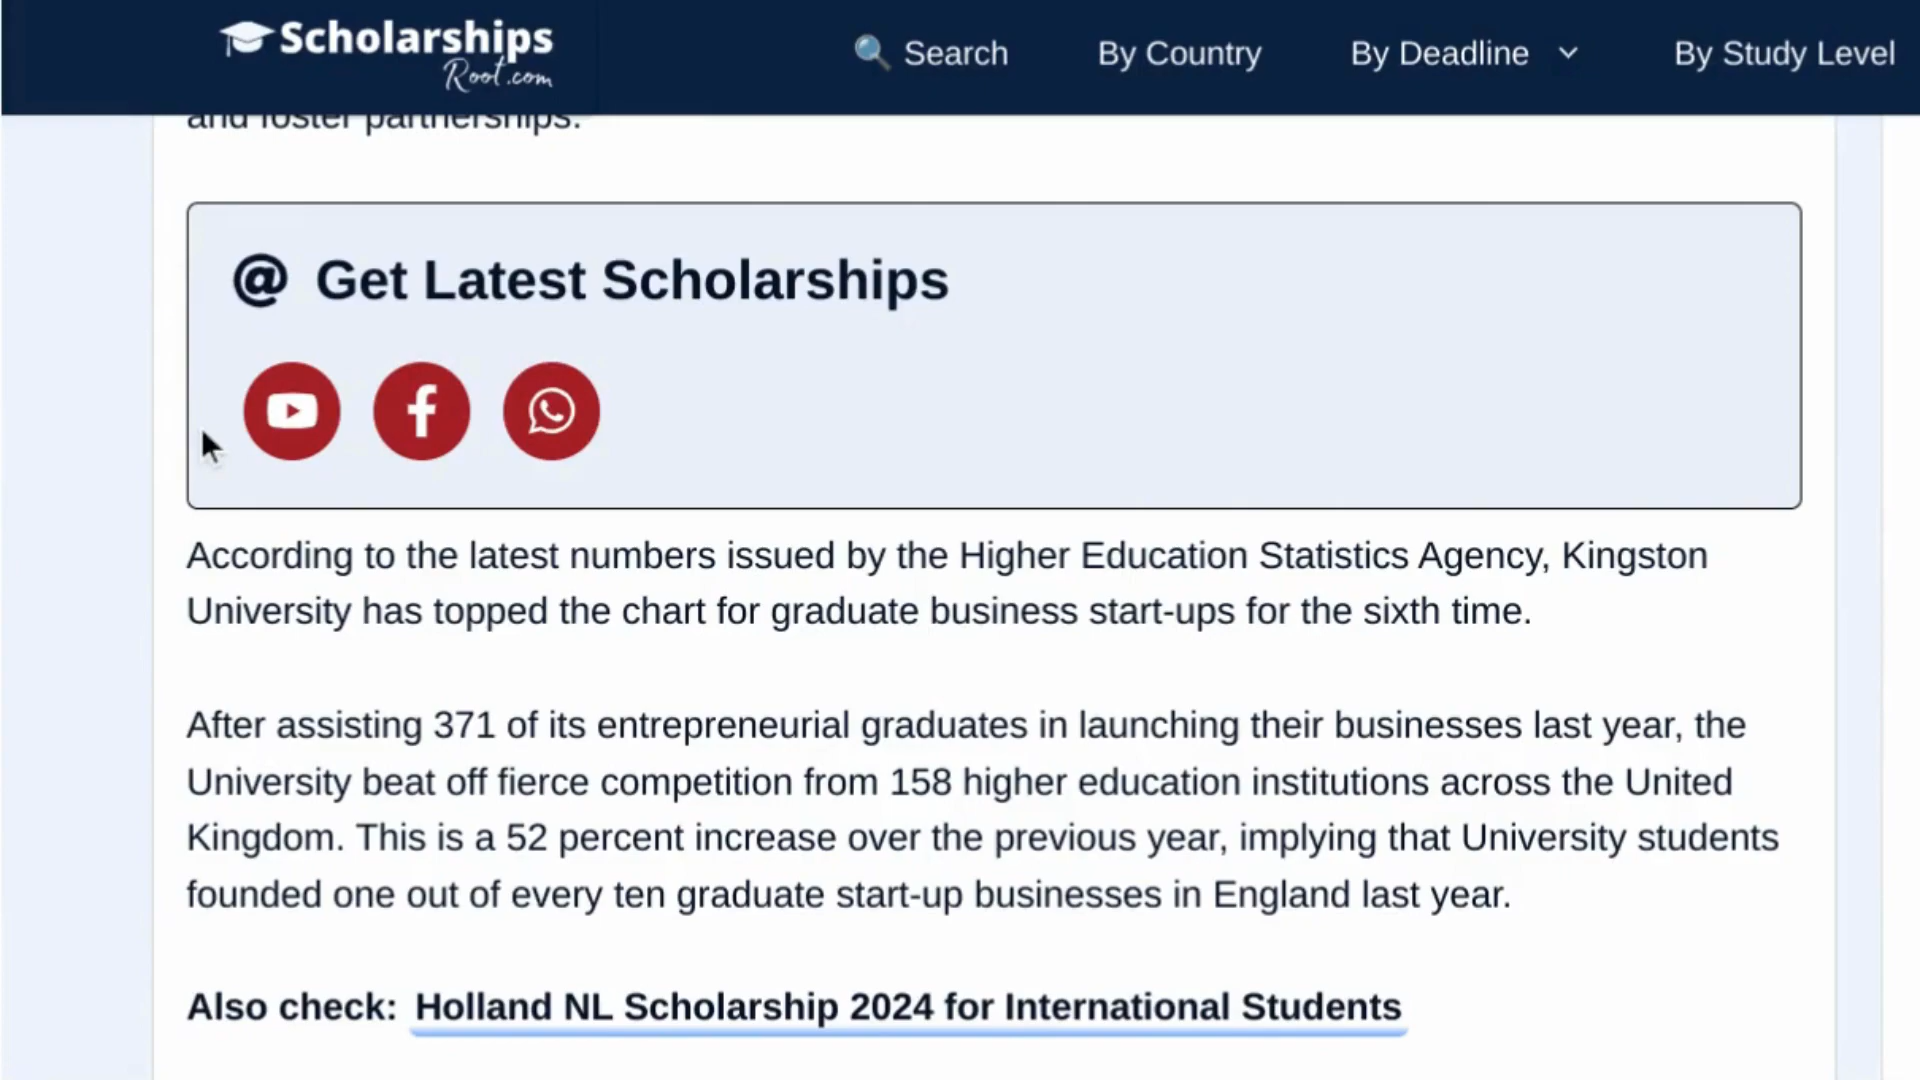 Scholarships
Root.com
Search
By Country
By Deadline
By Study Level
and foster partnerships.
@ Get Latest Scholarships
According to the latest numbers issued by the Higher Education Statistics Agency, Kingston
University has topped the chart for graduate business start-ups for the sixth time.
After assisting 371 of its entrepreneurial graduates in launching their businesses last year, the
University beat off fierce competition from 158 higher education institutions across the United
Kingdom. This is a 52 percent increase over the previous year, implying that University students
founded one out of every ten graduate start-up businesses in England last year.
Also check: Holland NL Scholarship 2024 for International Students